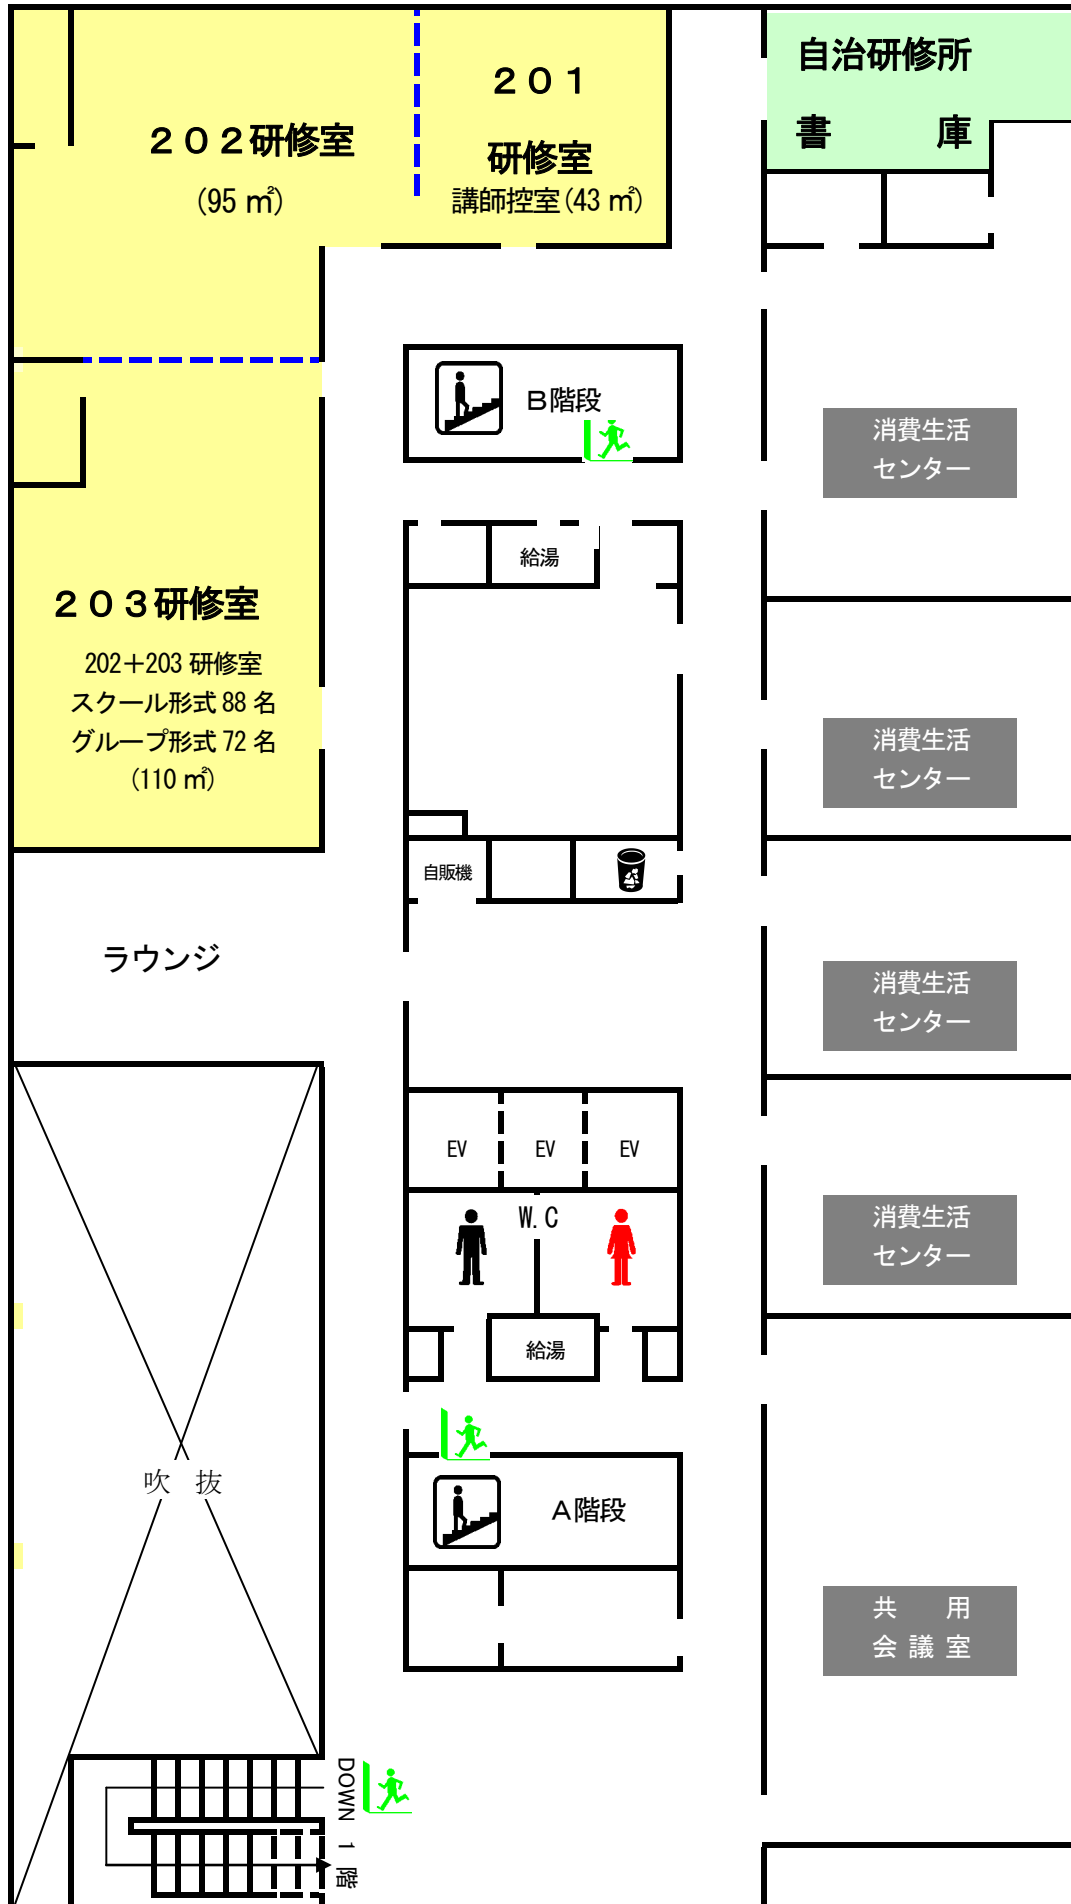 ２０１
研修室
講師控室(43 ㎡)
２０２研修室
(95 ㎡)
自治研修所
書　　庫
Ｂ階段
消費生活
センター
給湯
２０３研修室
202＋203 研修室
スクール形式 88 名
グループ形式 72 名
(110 ㎡)
消費生活
センター
自販機
ラウンジ
消費生活
センター
EV
EV
EV
W.C
消費生活
センター
給湯
吹　抜
Ａ階段
共　用
会 議 室
DOWN 1 階